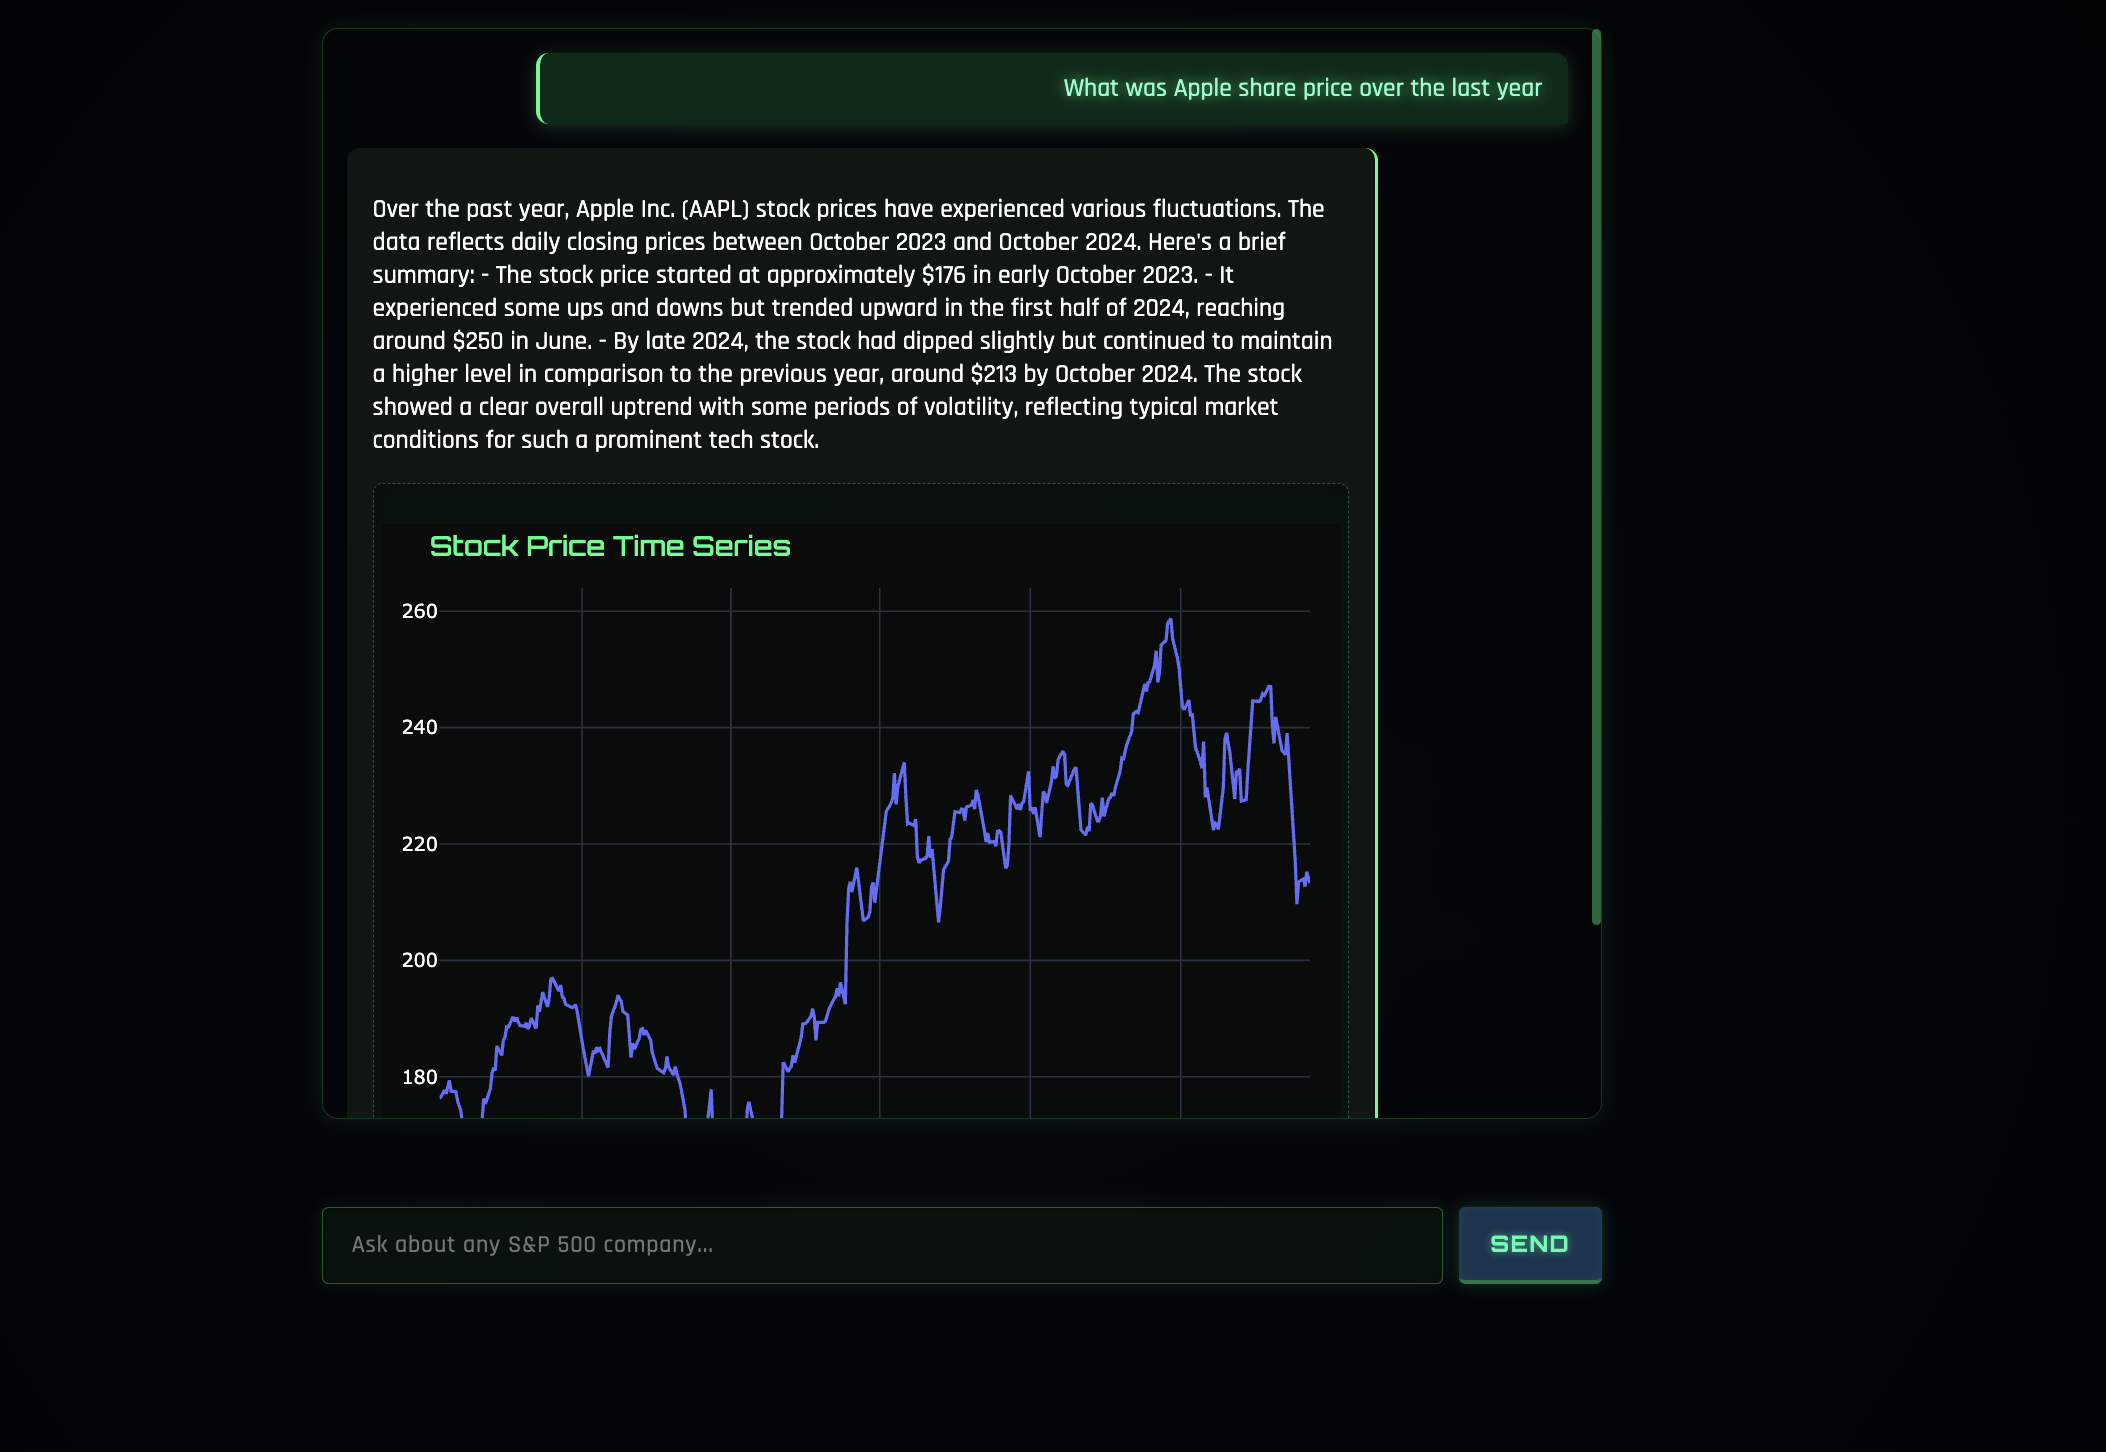 What was Apple share price over the last year
Over the past year, Apple Inc. (AAPL) stock prices have experienced various fluctuations. The
data reflects daily closing prices between October 2023 and October 2024. Here's a brief
summary: - The stock price started at approximately $176 in early October 2023. - It
experienced some ups and downs but trended upward in the first half of 2024, reaching
around $250 in June. - By late 2024, the stock had dipped slightly but continued to maintain
a higher level in comparison to the previous year, around $213 by October 2024. The stock
showed a clear overall uptrend with some periods of volatility, reflecting typical market
conditions for such a prominent tech stock.
Stock Price Time Series
260
240
220
200
180
Ask about any S&P 500 company...
SEND